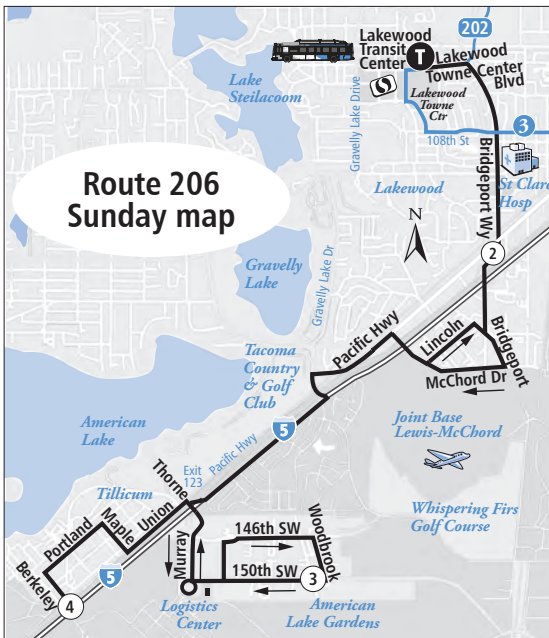 202
Lakewood
Transit
Center
T
Lakewood
Towne Center
Blvd
Lakewood
Towne
Ctr
Lake
Steilacoom
Gravelly Lake Drive
108th St
3
St Clare
Hosp
Route 206
Sunday map
Lakewood
Bridgeport Wy
N
2
Gravelly
Lake
Gravelly Lake Dr
Pacific Hwy
Lincoln
Bridgeport
McChord Dr
Tacoma
Country
& Golf
Club
5
American
Lake
Joint Base
Lewis-McChord
Exit
123
Pacific Hwy
Thorne
Tillicum
Union
Maple
Portland
Berkeley
4
5
Whispering Firs
Golf Course
Murray
146th SW
Woodbrook
150th SW
3
Logistics
Center
American
Lake Gardens